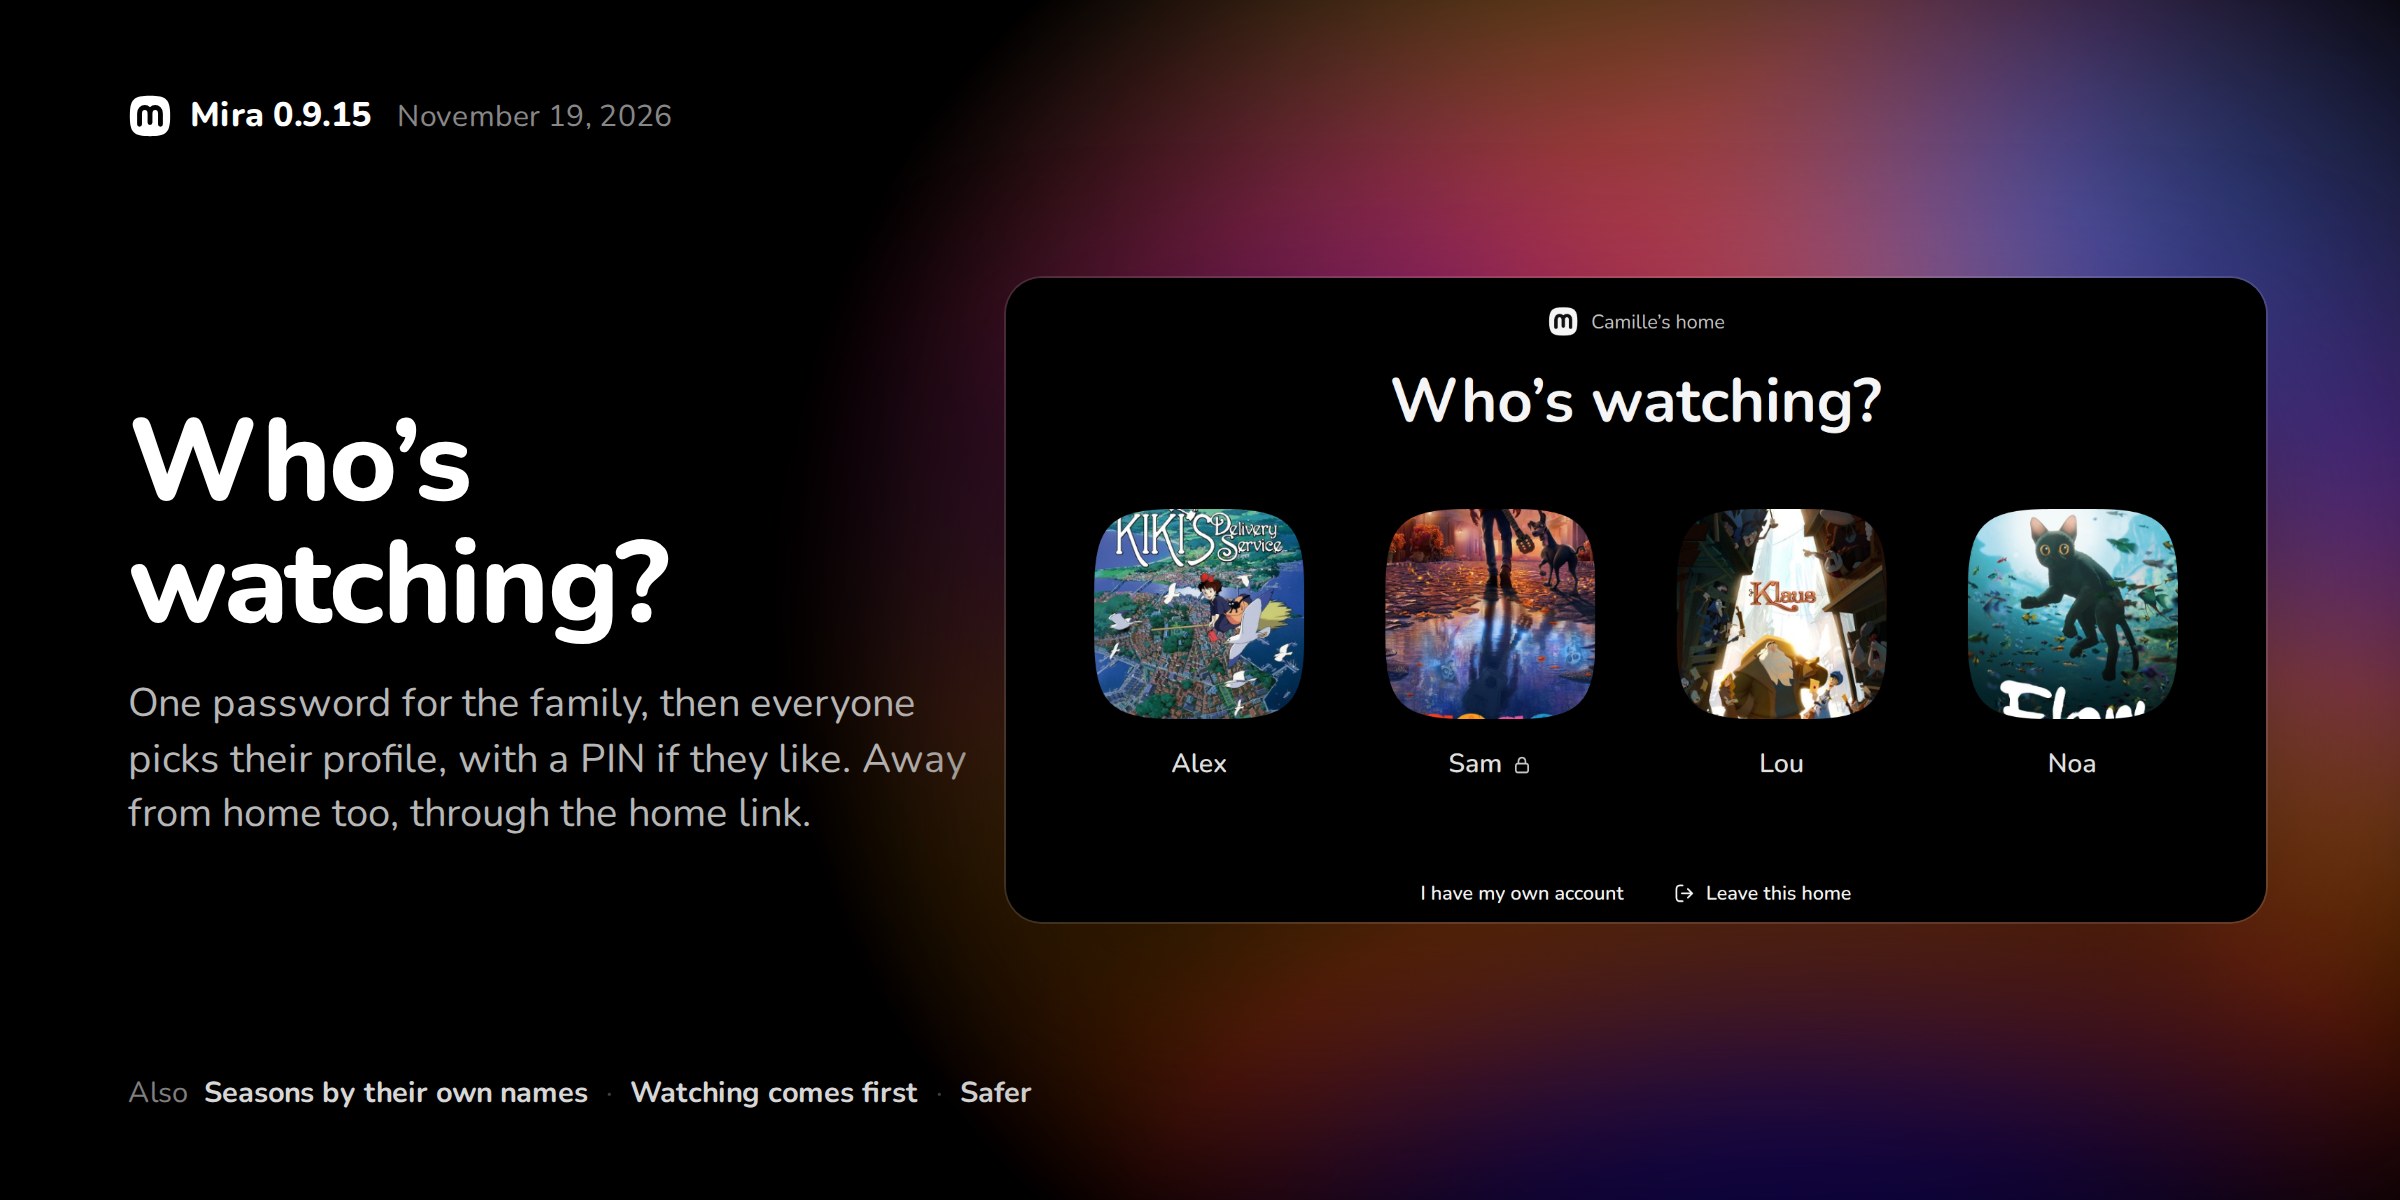 Mira 0.9.15 November 19, 2026
Who's
watching?
One password for the family, then everyone
picks their profile, with a PIN if they like. Away
from home too, through the home link.
Also Seasons by their own names · Watching comes first · Safer
Camille's home
Who's watching?
KIKI'S Delivery
Service
Klaus
Flow
Alex
Sam
Lou
Noa
I have my own account
Leave this home